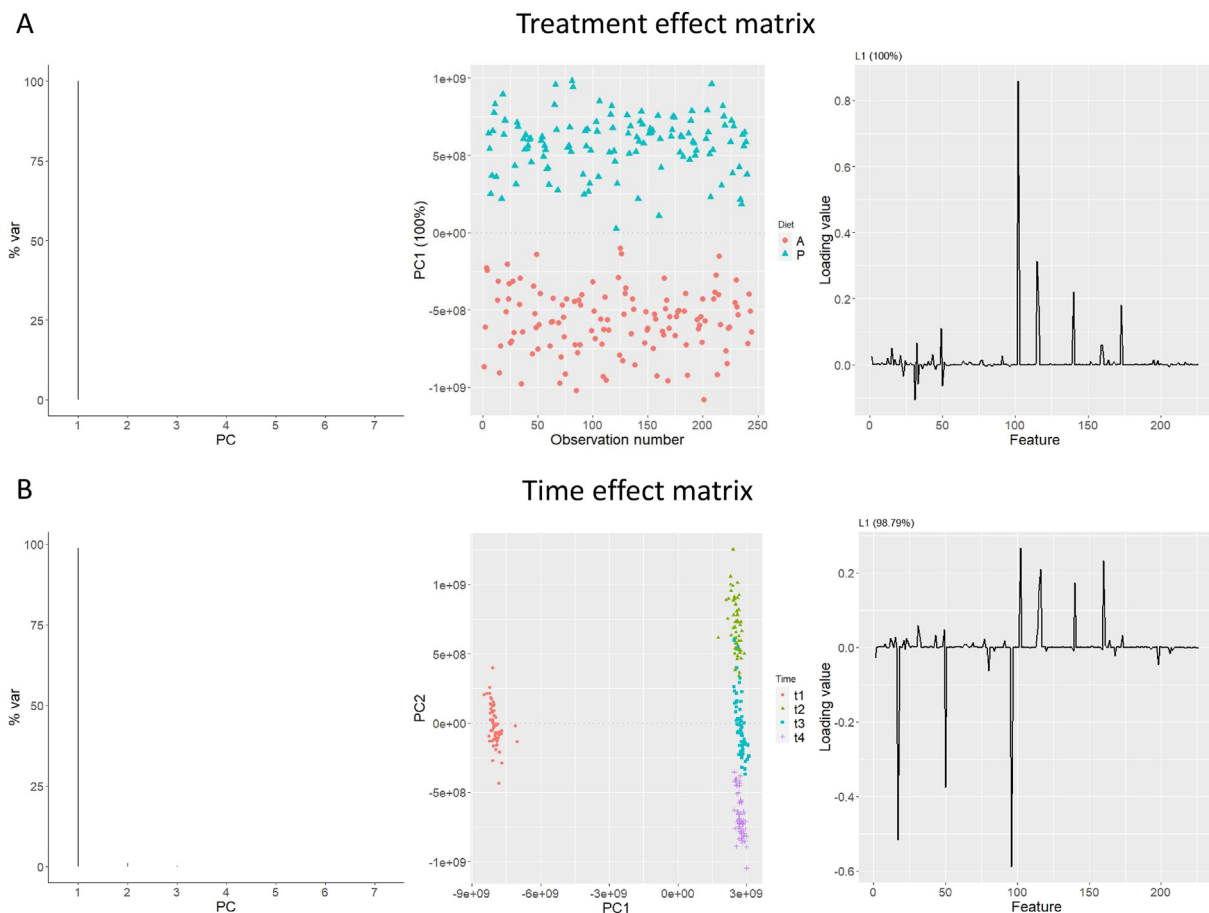 A
Treatment effect matrix
% var
100
75
50
25
0
1 2 3 4 5 6 7
PC
PC1 (100%)
1e+09
5e+08
0e+00
-5e+08
-1e+09
0 50 100 150 200 250
Observation number
Diet
A
P
L1 (100%)
Loading value
0.8
0.6
0.4
0.2
0.0
0 50 100 150 200
Feature
B
Time effect matrix
% var
100
75
50
25
0
1 2 3 4 5 6 7
PC
PC2
1e+09
5e+08
0e+00
-5e+08
-1e+09
-9e+09 -6e+09 -3e+09 0e+00 3e+09
PC1
Time
t1
t2
t3
t4
L1 (98.79%)
Loading value
0.2
0.0
-0.2
-0.4
-0.6
0 50 100 150 200
Feature